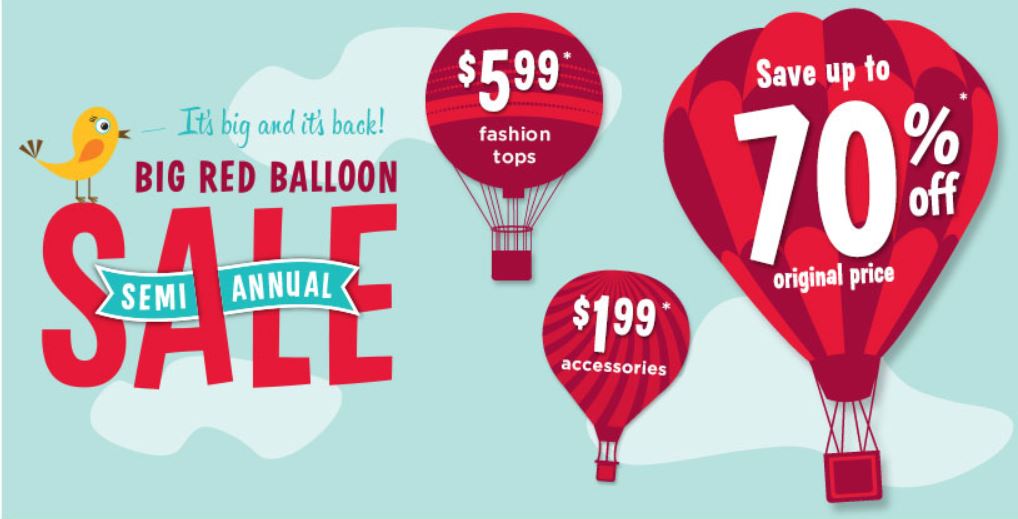 It's big and it's back!
BIG RED BALLOON
SALE
SEMI ANNUAL
$5.99*
fashion
tops
$1.99*
accessories
Save up to
70%*
off
original price